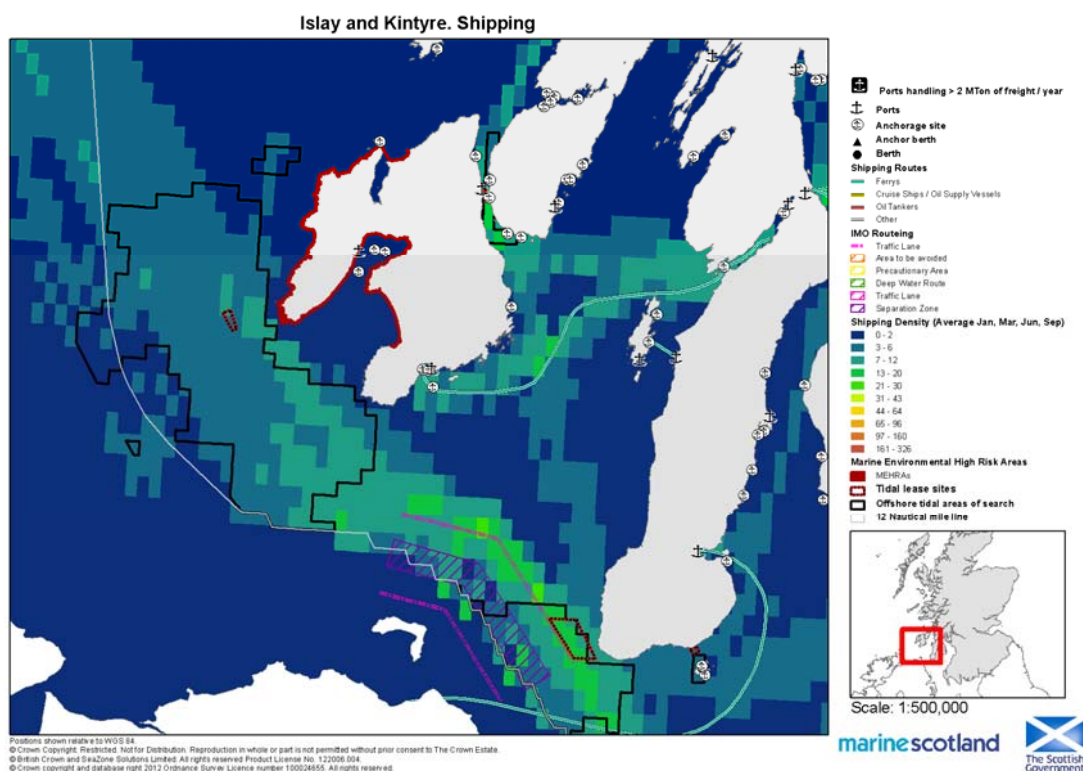 Islay and Kintyre. Shipping
Ports handling > 2 MTon of freight / year
Ports
Anchorage site
Anchor berth
Berth
Shipping Routes
Ferrys
Cruise Ships / Oil Supply Vessels
Oil Tankers
Other
IMO Routeing
Traffic Lane
Area to be avoided
Precautionary Area
Deep Water Route
Traffic Lane
Separation Zone
Shipping Density (Average Jan, Mar, Jun, Sep)
0 - 2
3 - 6
7 - 12
13 - 20
21 - 30
31 - 43
44 - 64
65 - 96
97 - 160
161 - 326
Marine Environmental High Risk Areas
MEHRAs
Tidal lease sites
Offshore tidal areas of search
12 Nautical mile line
Scale: 1:500,000
marinescotland
The Scottish
Government
Positions shown relative to WGS 84.
© Crown Copyright. Restricted. Not for Distribution. Reproduction in whole or part is not permitted without prior consent to The Crown Estate.
© British Crown and SeaZone Solutions Limited. All rights reserved Product License No. 122006.004.
© Crown copyright and database right 2012 Ordnance Survey Licence number 100024655. All rights reserved.